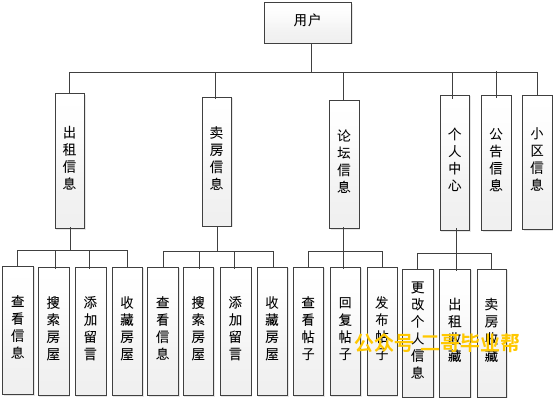 用户
出租信息
卖房信息
论坛信息
个人中心
公告信息
小区信息
查看信息
搜索房屋
添加留言
收藏房屋
查看信息
搜索房屋
添加留言
收藏房屋
查看帖子
回复帖子
发布帖子
更改个人信息
出租收藏
卖房收藏
公众号:二哥毕业帮